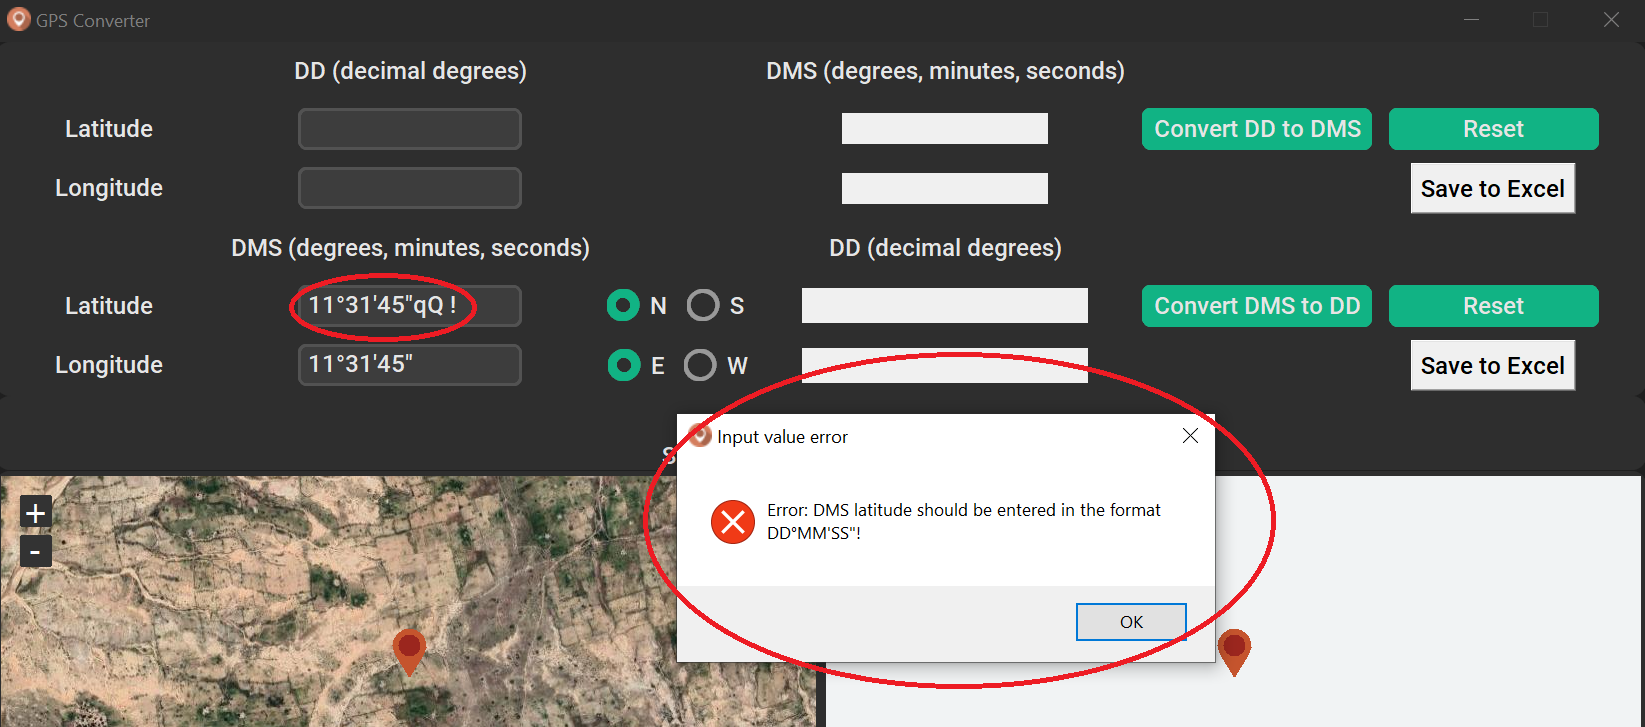 GPS Converter
DD (decimal degrees)
DMS (degrees, minutes, seconds)
Latitude
Convert DD to DMS
Reset
Longitude
Save to Excel
DMS (degrees, minutes, seconds)
DD (decimal degrees)
Latitude
11°31'45"qQ !
N
S
Convert DMS to DD
Reset
Longitude
11°31'45"
E
W
Save to Excel
Input value error
Error: DMS latitude should be entered in the format
DD°MM'SS"!
OK
+
-